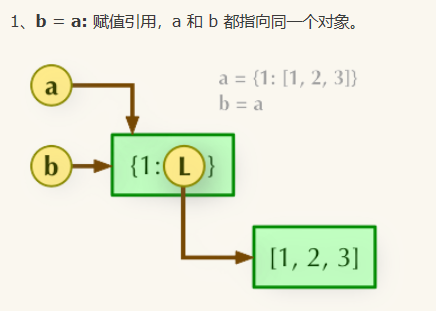 1、b = a: 赋值引用，a 和 b 都指向同一个对象。
a
a = {1: [1, 2, 3]}
b = a
b
{1: L }
[1, 2, 3]